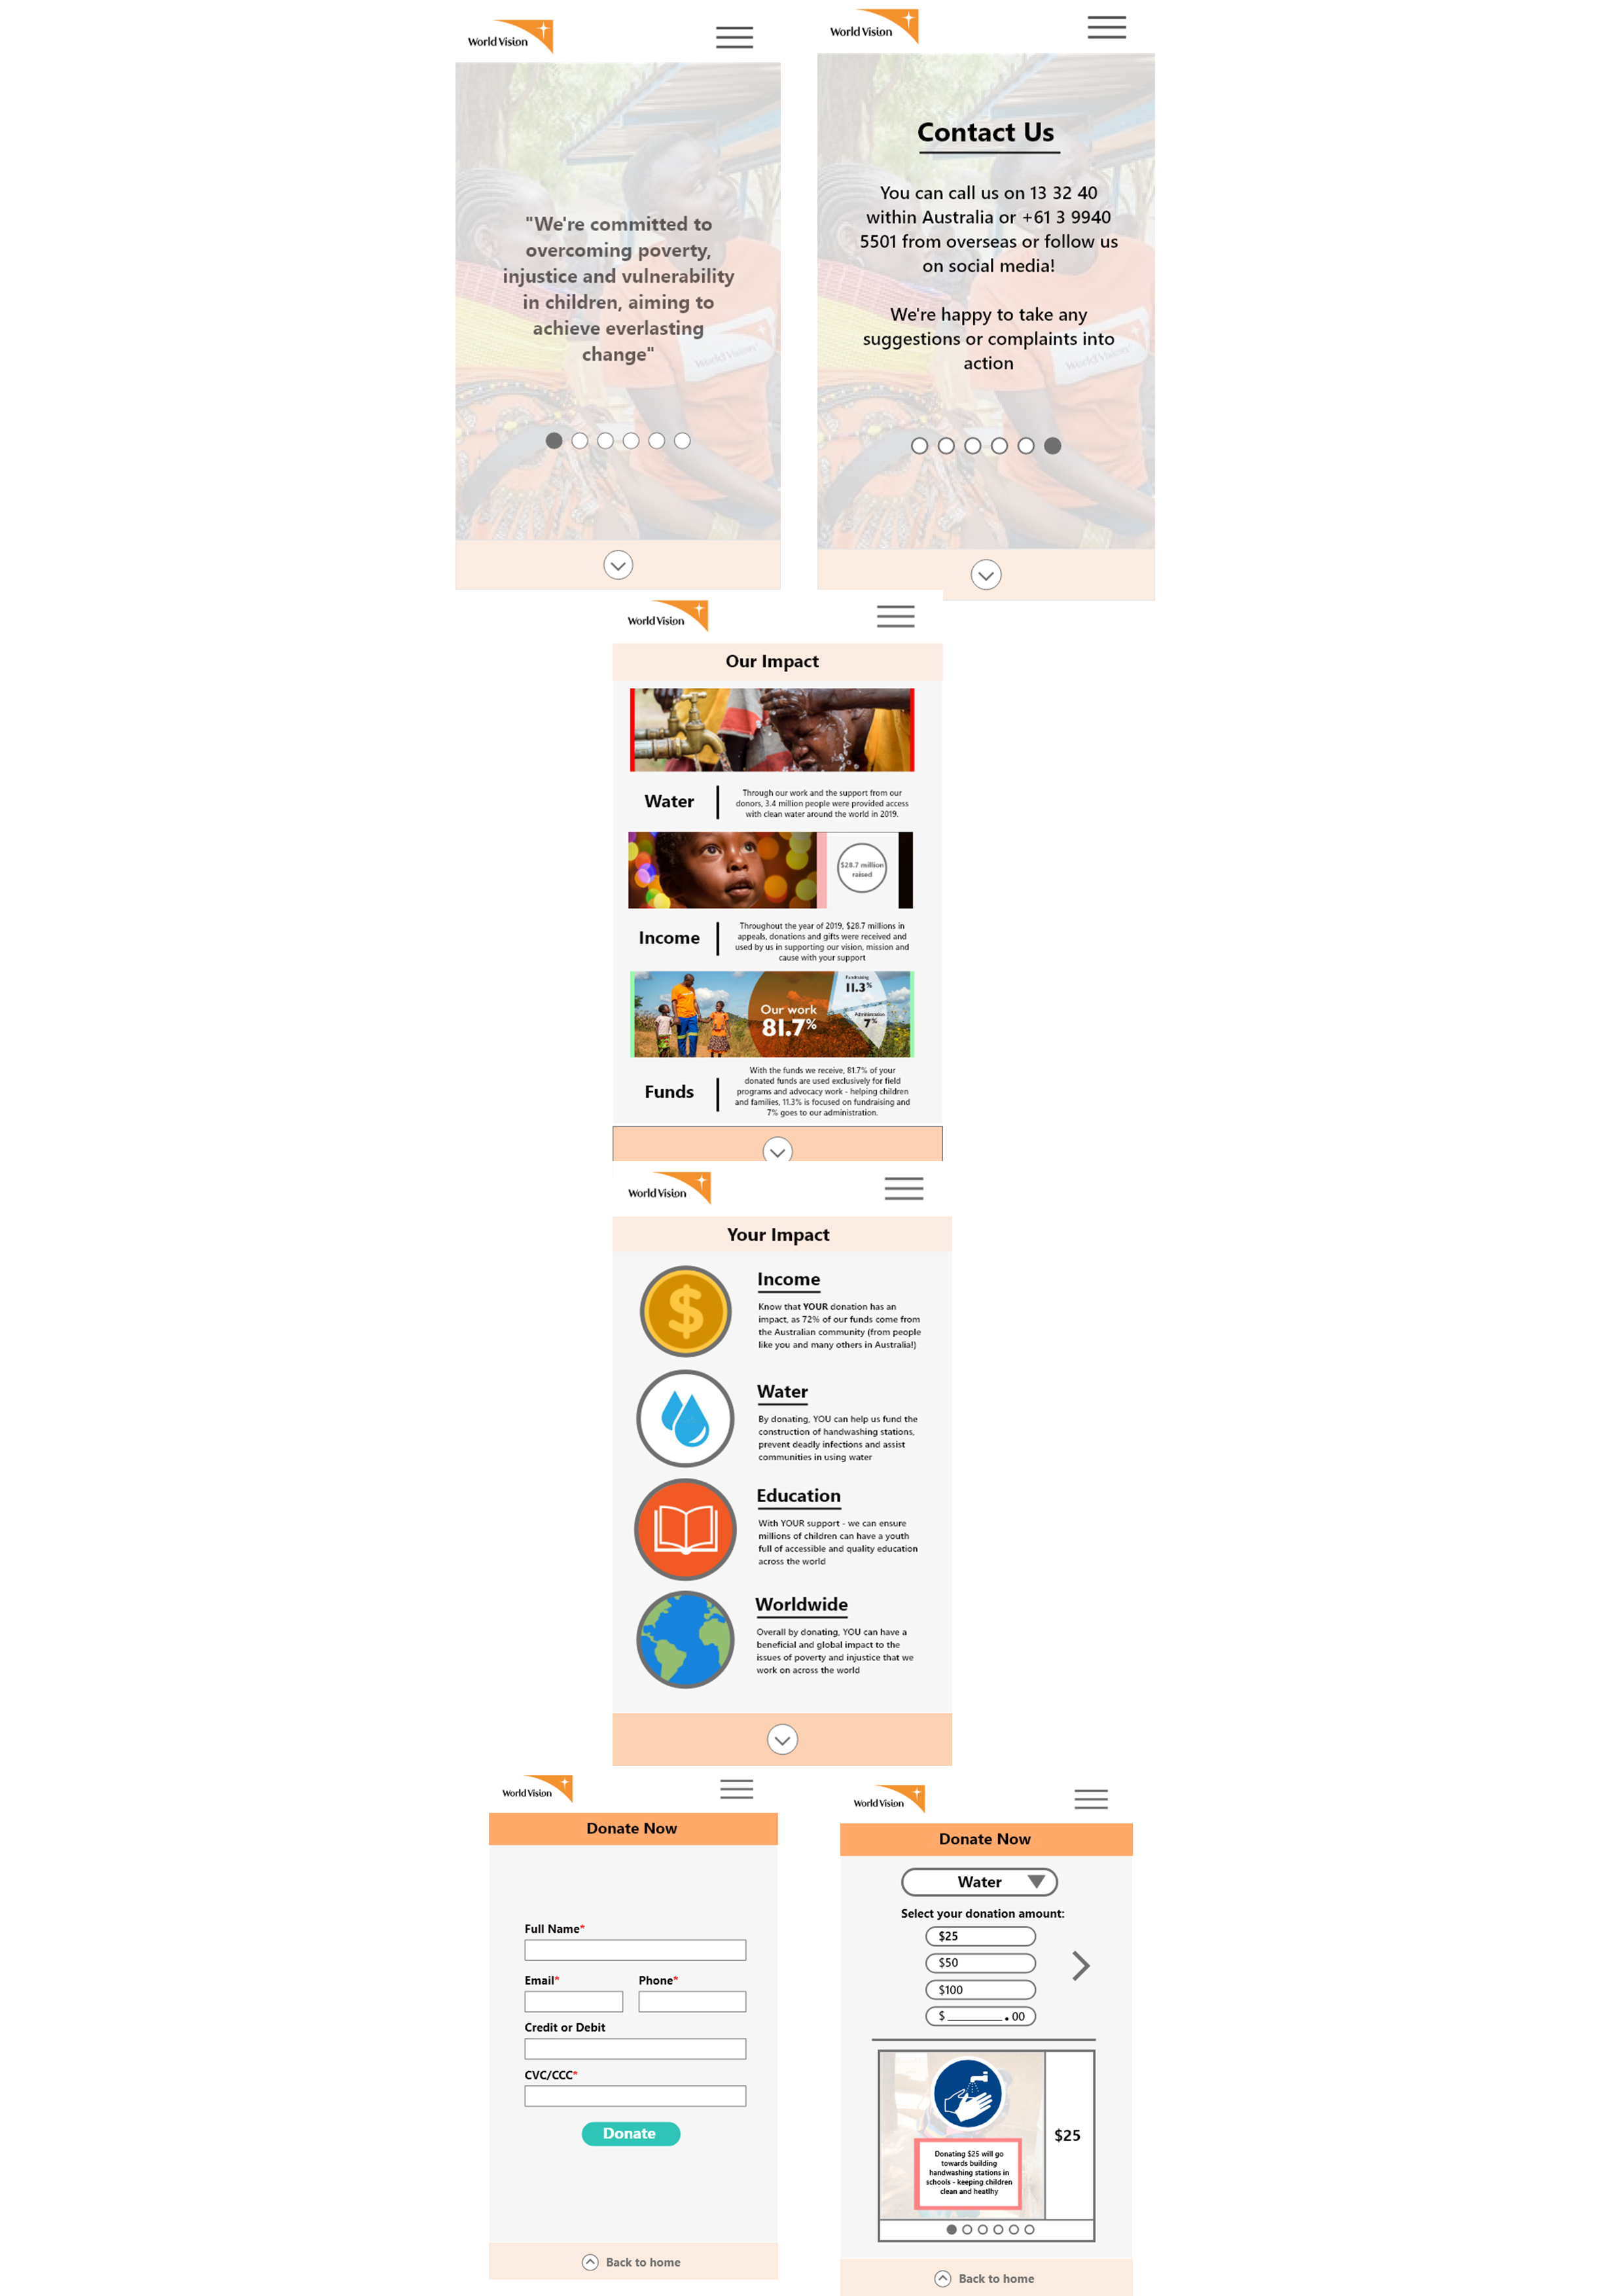 World Vision
"We're committed to
overcoming poverty,
injustice and vulnerability
in children, aiming to
achieve everlasting
change"
World Vision
World Vision
Contact Us
You can call us on 13 32 40
within Australia or +61 3 9940
5501 from overseas or follow us
on social media!
We're happy to take any
suggestions or complaints into
action
World Vision
World Vision
Our Impact
Water
Through our work and the support from our
donors, 3.4 million people were provided access
with clean water around the world in 2019.
$28.7 million
raised
Income
Throughout the year of 2019, $28.7 millions in
appeals, donations and gifts were received and
used by us in supporting our vision, mission and
cause with your support
Our work
81.7%
Fundraising
11.3%
Administration
7%
Funds
With the funds we receive, 81.7% of your
donated funds are used exclusively for field
programs and advocacy work - helping children
and families, 11.3% is focused on fundraising and
7% goes to our administration.
World Vision
Your Impact
Income
Know that YOUR donation has an
impact, as 72% of our funds come from
the Australian community (from people
like you and many others in Australia!)
Water
By donating, YOU can help us fund the
construction of handwashing stations,
prevent deadly infections and assist
communities in using water
Education
With YOUR support - we can ensure
millions of children can have a youth
full of accessible and quality education
across the world
Worldwide
Overall by donating, YOU can have a
beneficial and global impact to the
issues of poverty and injustice that we
work on across the world
World Vision
Donate Now
Full Name*
Email*
Phone*
Credit or Debit
CVC/CCC*
Donate
Back to home
World Vision
Donate Now
Water
Select your donation amount:
$25
$50
$100
$ ________ . 00
Donating $25 will go
towards building
handwashing stations in
schools - keeping children
clean and heatlhy
$25
Back to home